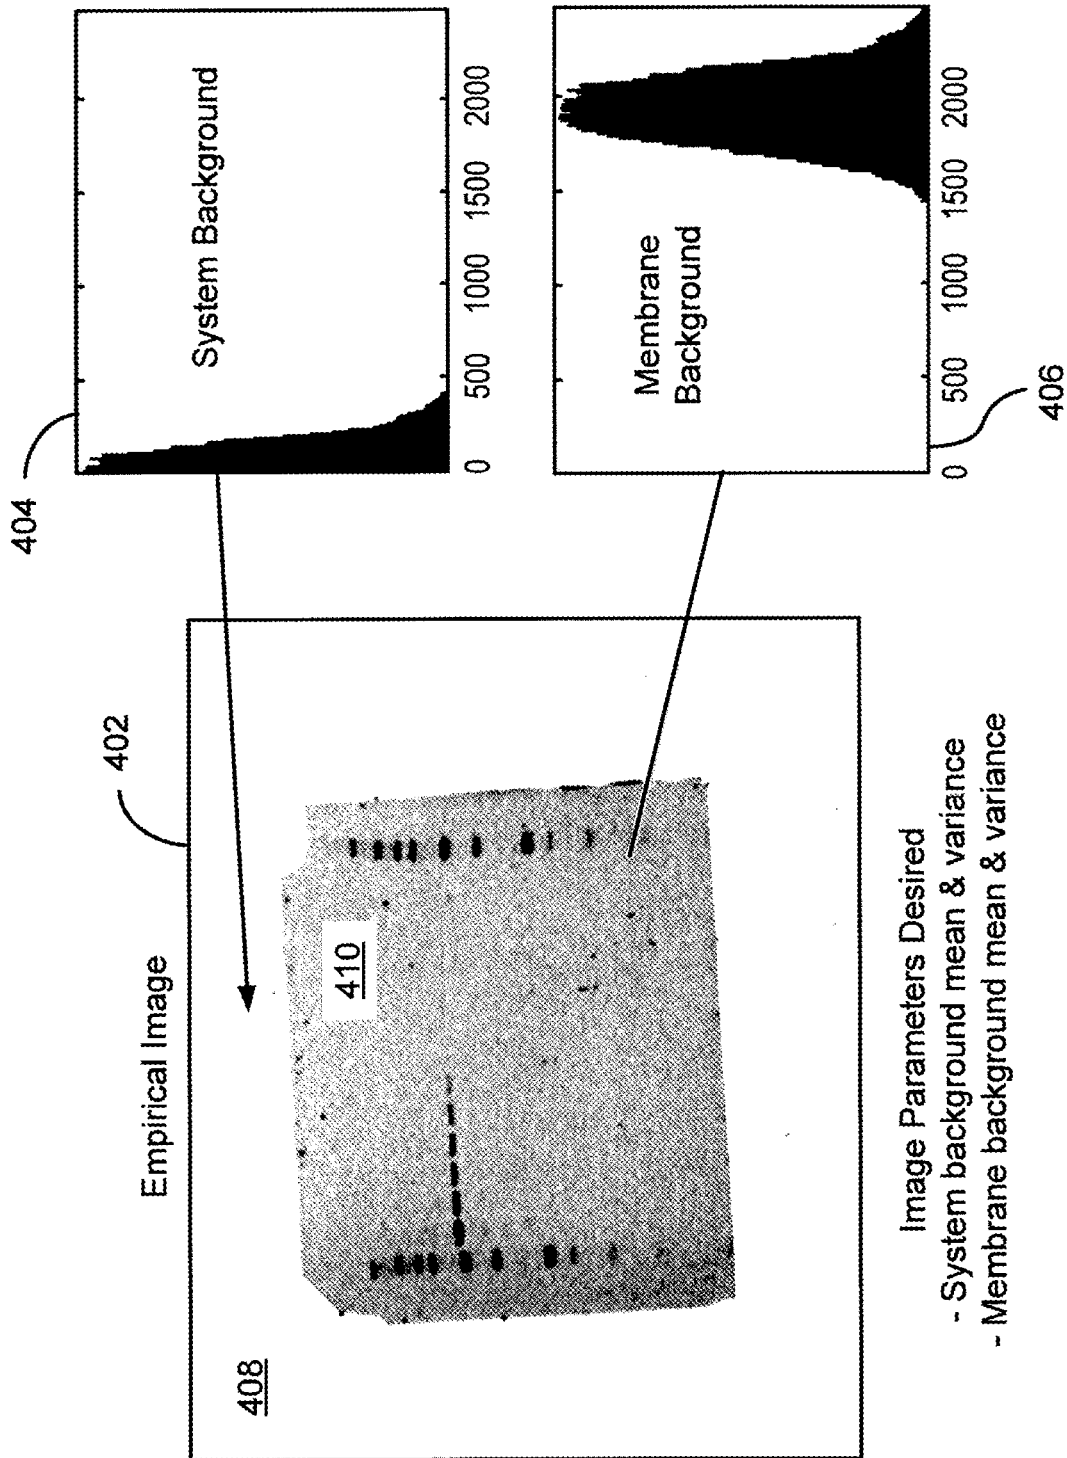 Empirical Image
402
408
410
404
System Background
0 500 1000 1500 2000
Membrane
Background
0 500 1000 1500 2000
406
Image Parameters Desired
- System background mean & variance
- Membrane background mean & variance